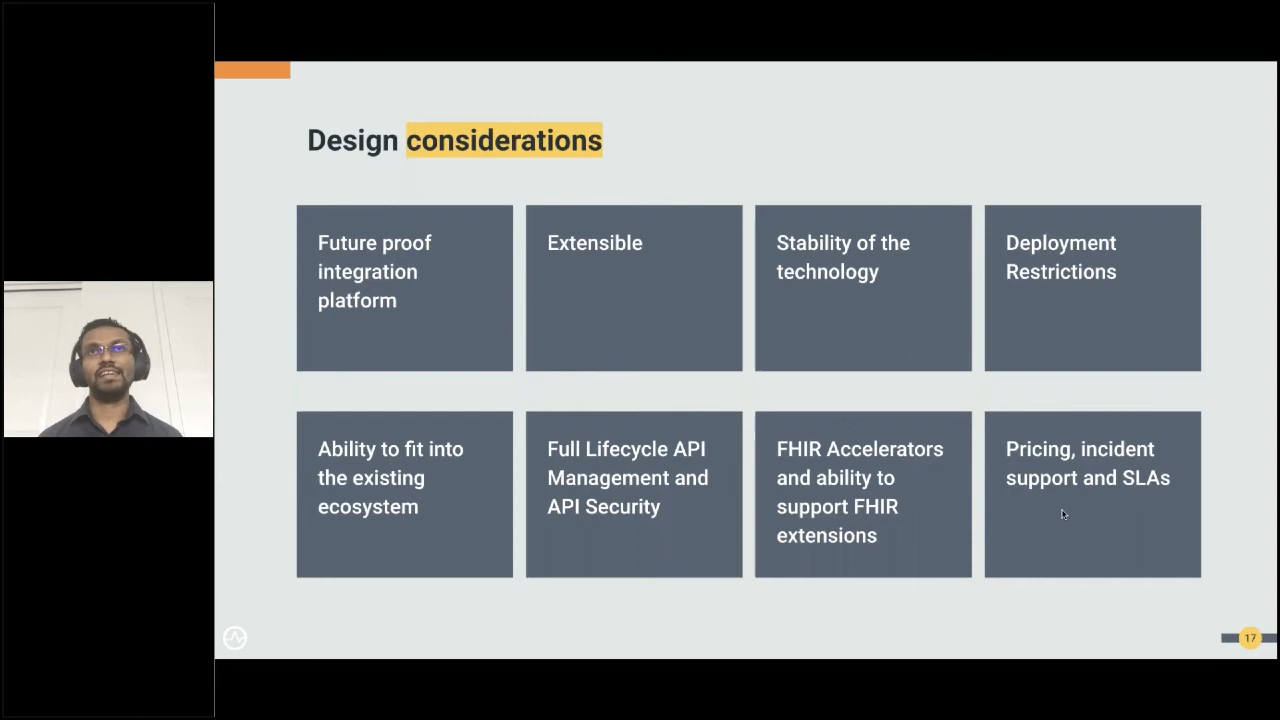 Design considerations
Future proof
integration
platform
Extensible
Stability of the
technology
Deployment
Restrictions
Ability to fit into
the existing
ecosystem
Full Lifecycle API
Management and
API Security
FHIR Accelerators
and ability to
support FHIR
extensions
Pricing, incident
support and SLAs
17